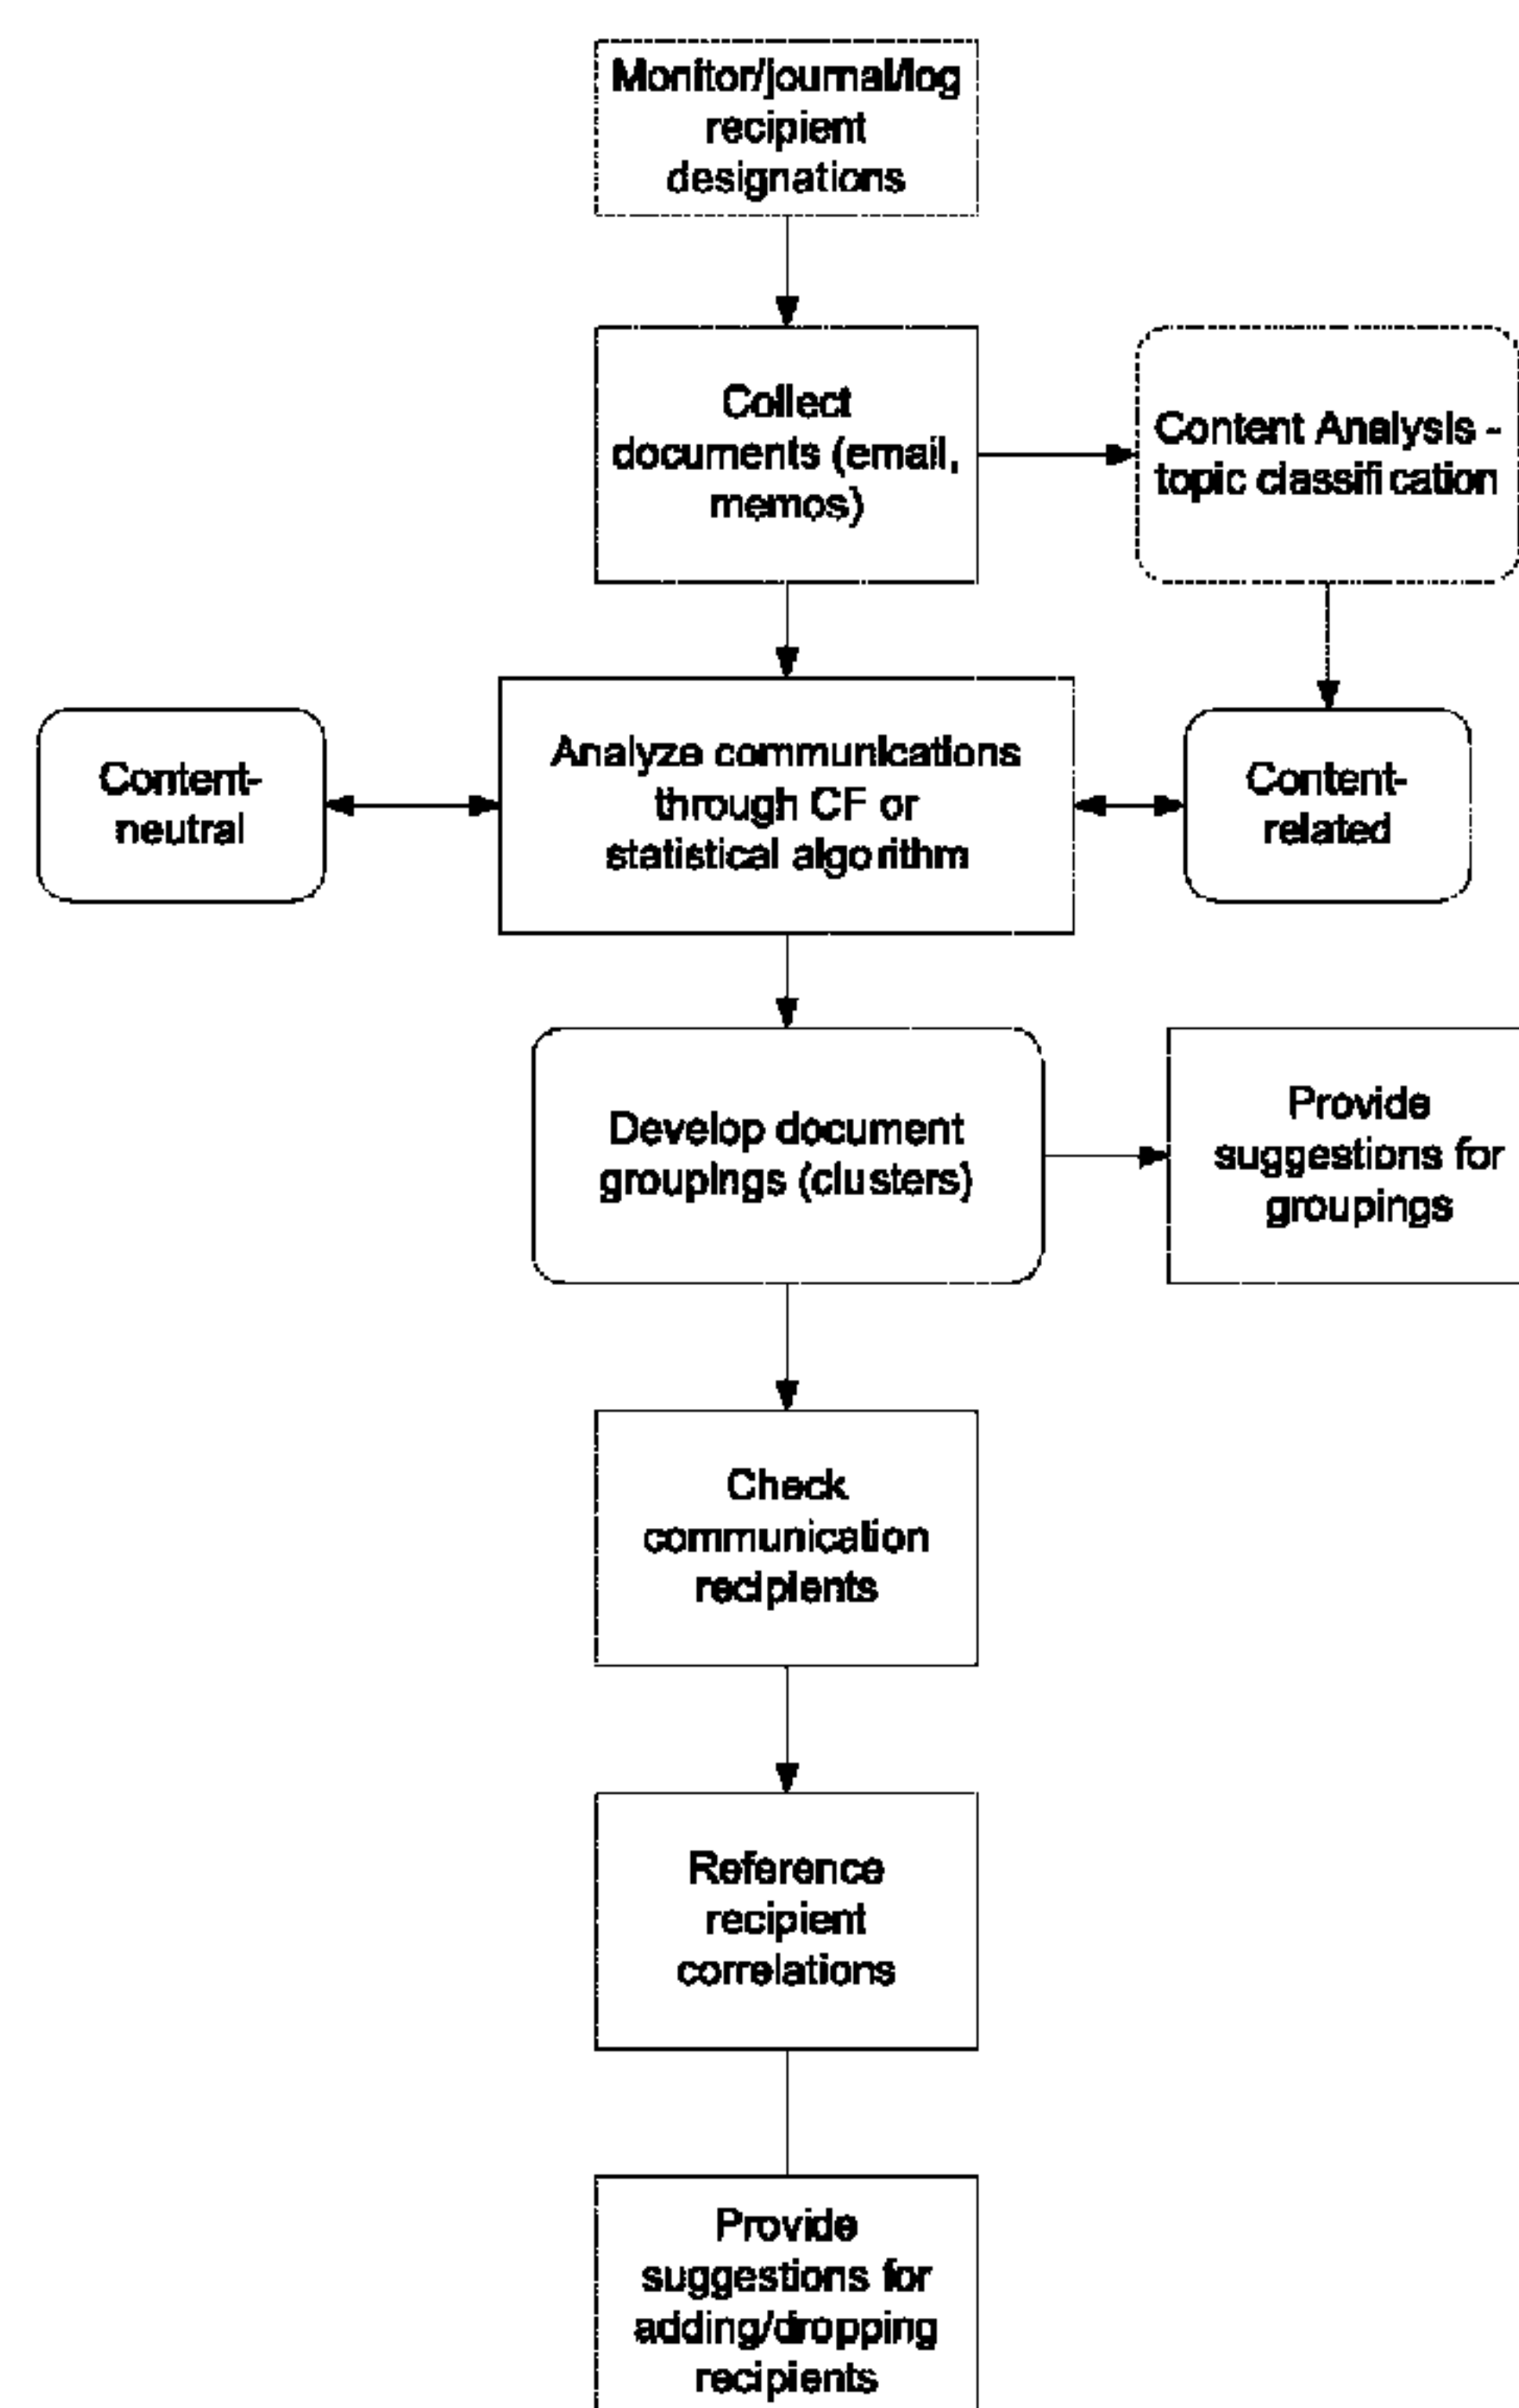 Monitor/journal/log
recipient
designations
Collect
documents (email,
memos)
Content Analysis -
topic classification
Content-
neutral
Analyze communications
through CF or
statistical algorithm
Content-
related
Develop document
groupings (clusters)
Provide
suggestions for
groupings
Check
communication
recipients
Reference
recipient
correlations
Provide
suggestions for
adding/dropping
recipients